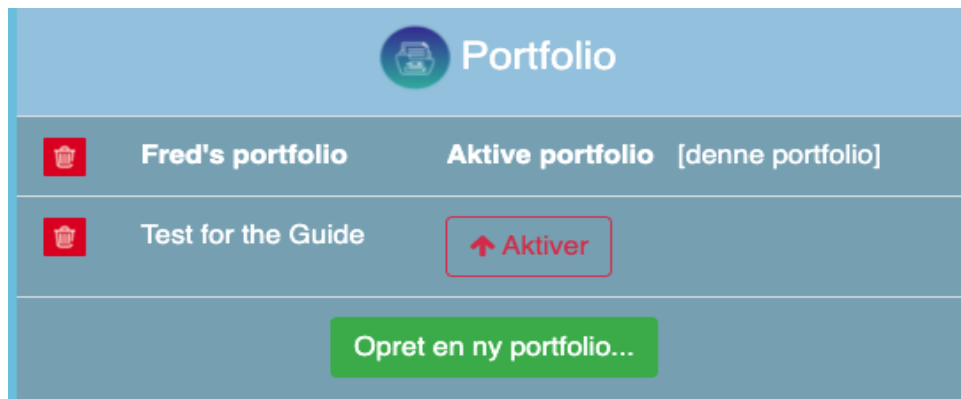 Portfolio
Fred's portfolio Aktive portfolio [denne portfolio]
Test for the Guide Aktiver
Opret en ny portfolio...